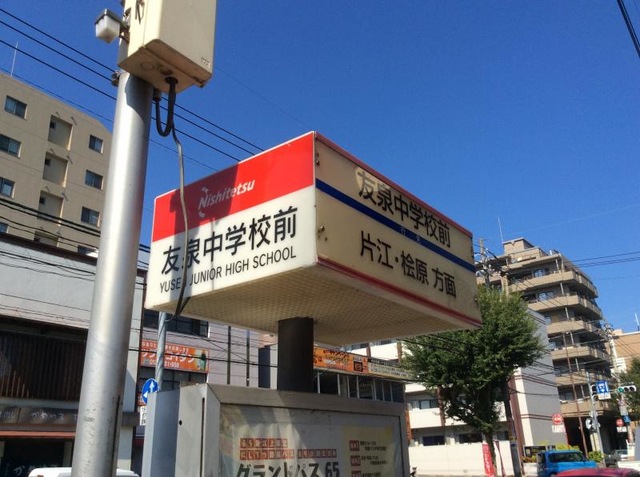 Nishitetsu
友泉中学校前
YUSEN JUNIOR HIGH SCHOOL
友泉中学校前
片江・桧原 方面
グランドパス65